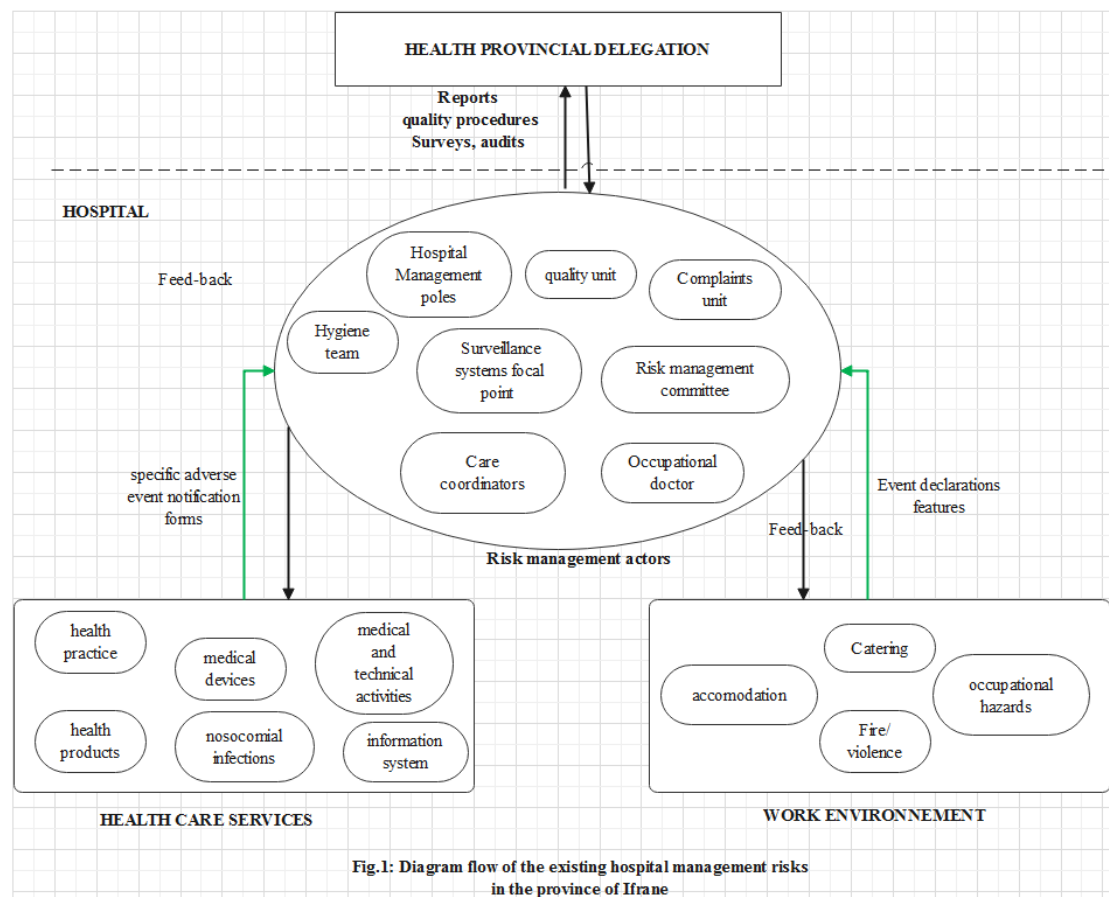 HEALTH PROVINCIAL DELEGATION
Reports
quality procedures
Surveys, audits
HOSPITAL
Feed-back
Hospital
Management
poles
quality unit
Complaints
unit
Hygiene
team
Surveillance
systems focal
point
Risk management
committee
Care
coordinators
Occupational
doctor
specific adverse
event notification
forms
Event declarations
features
Feed-back
Risk management actors
health
practice
medical
devices
medical
and
technical
activities
health
products
nosocomial
infections
information
system
Catering
accomodation
occupational
hazards
Fire/
violence
HEALTH CARE SERVICES
WORK ENVIRONNEMENT
Fig.1: Diagram flow of the existing hospital management risks
in the province of Ifrane